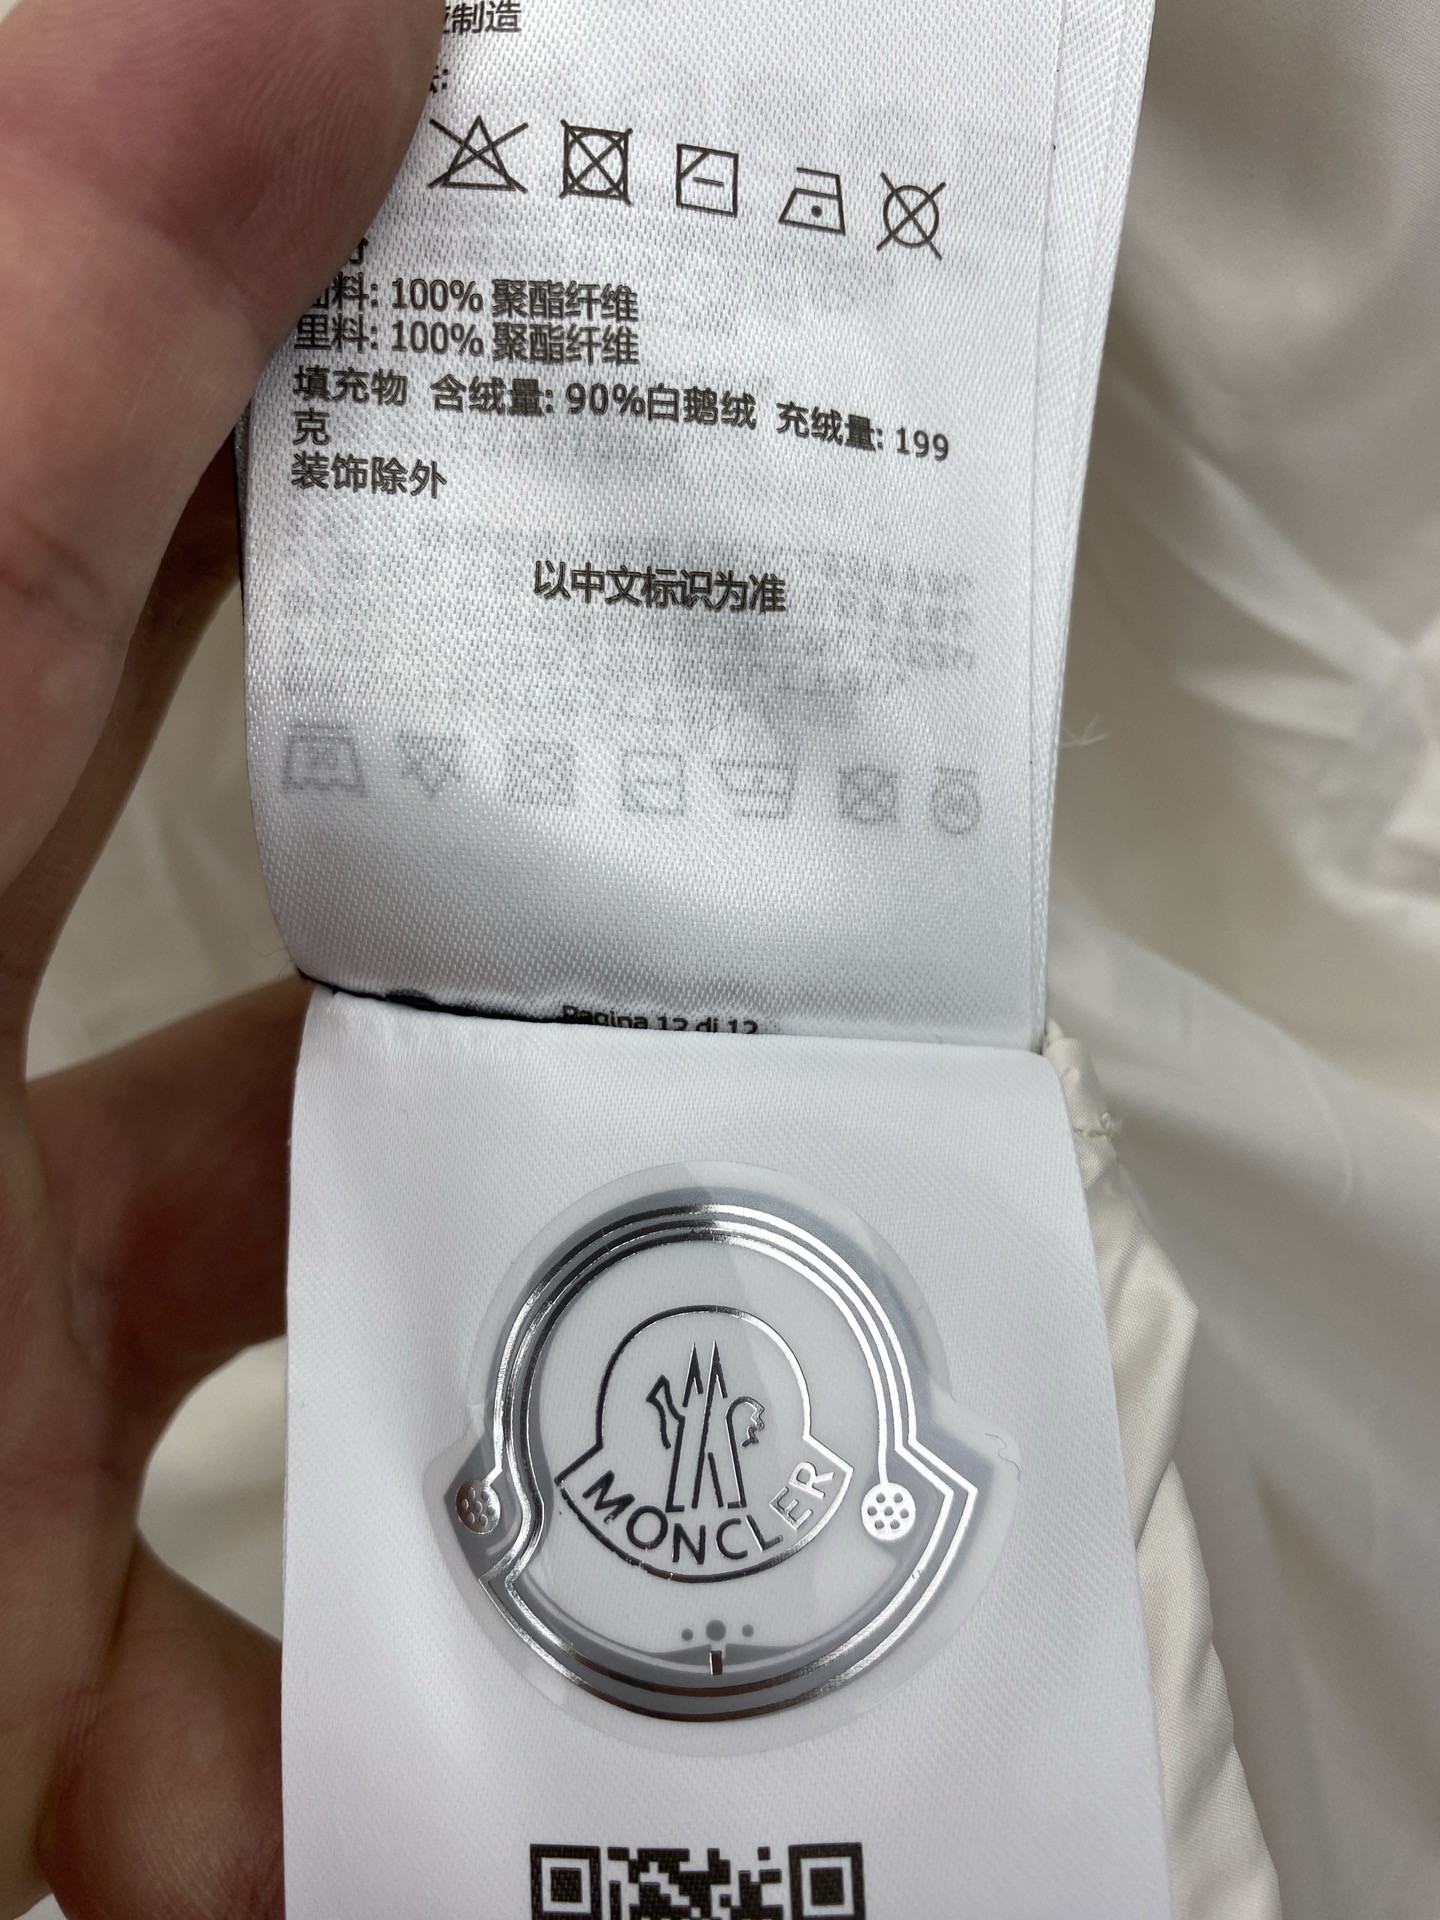 制造
面料: 100% 聚酯纤维
里料: 100% 聚酯纤维
填充物 含绒量: 90%白鹅绒 充绒量: 199
克
装饰除外
以中文标识为准
Pagina 12 di 12
MONCLER